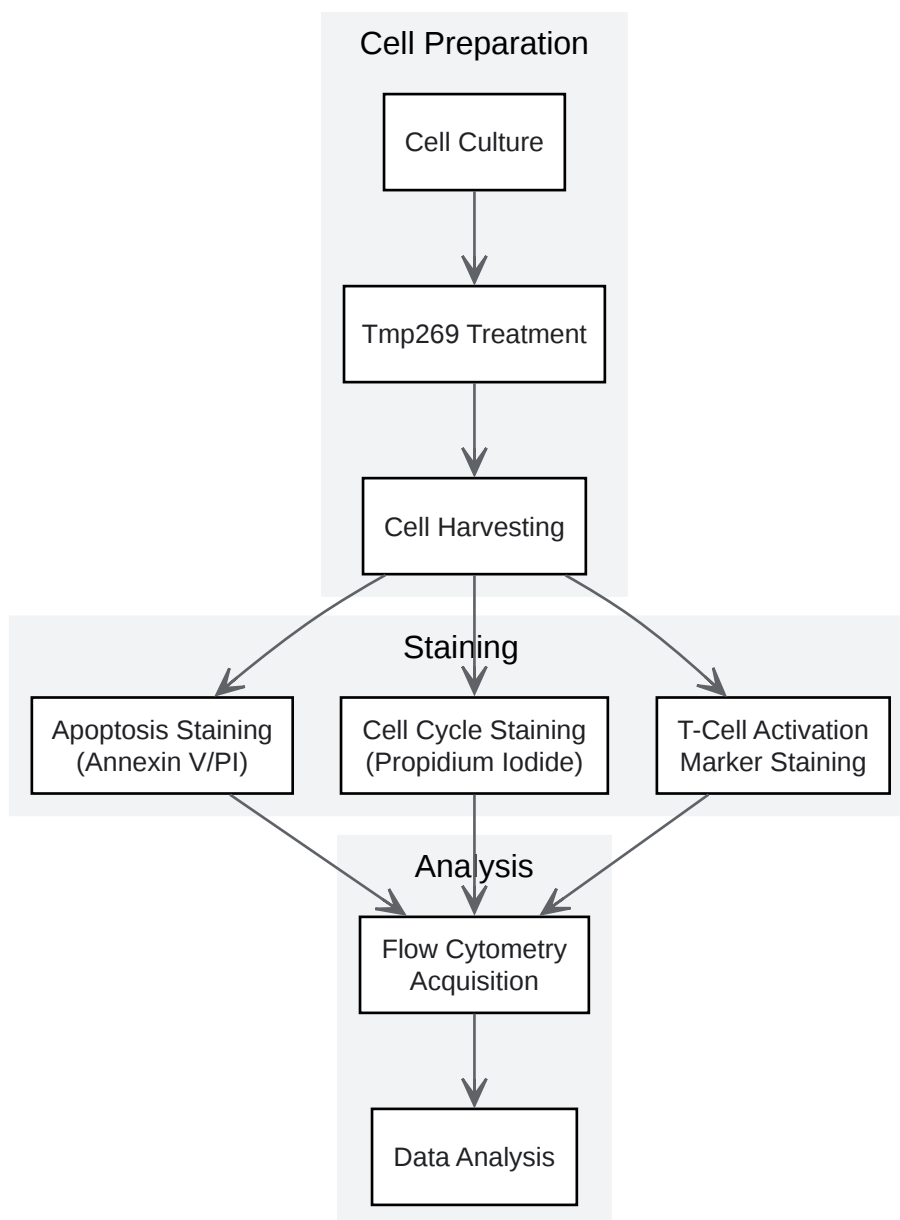 Cell Preparation
Cell Culture
Tmp269 Treatment
Cell Harvesting
Staining
Apoptosis Staining
(Annexin V/PI)
Cell Cycle Staining
(Propidium Iodide)
T-Cell Activation
Marker Staining
Analysis
Flow Cytometry
Acquisition
Data Analysis